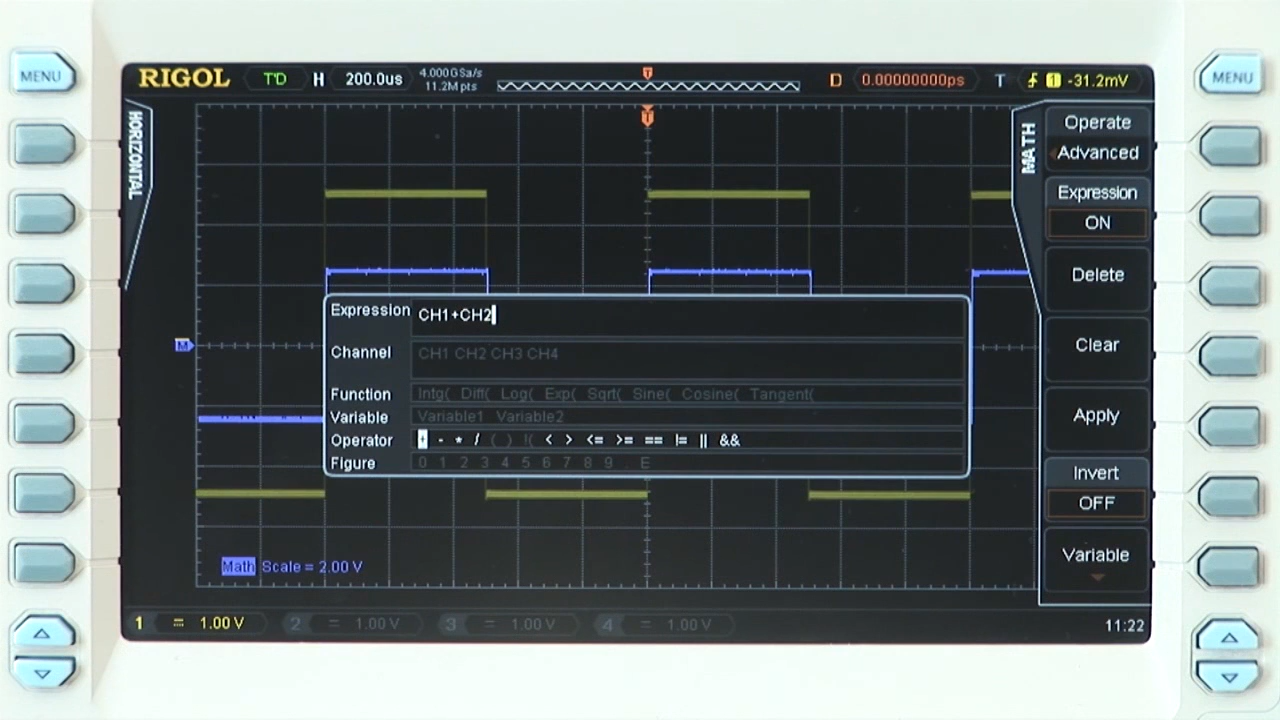 MENU
RIGOL T'D H 200.0us 4.000GSa/s 11.2M pts T D 0.00000000ps T 1 -31.2mV
MENU
HORIZONTAL
T
MATH
Operate
Advanced
Expression
ON
Delete
Clear
Apply
Invert
OFF
Variable
M
Expression CH1+CH2
Channel CH1 CH2 CH3 CH4
Function Intg( Diff( Log( Exp( Sqrt( Sine( Cosine( Tangent(
Variable Variable1 Variable2
Operator + - * / ( ) !( < > <= >= == != || &&
Figure 0 1 2 3 4 5 6 7 8 9 . E
Math Scale = 2.00 V
1 = 1.00 V 2 = 1.00 V 3 = 1.00 V 4 = 1.00 V
11:22